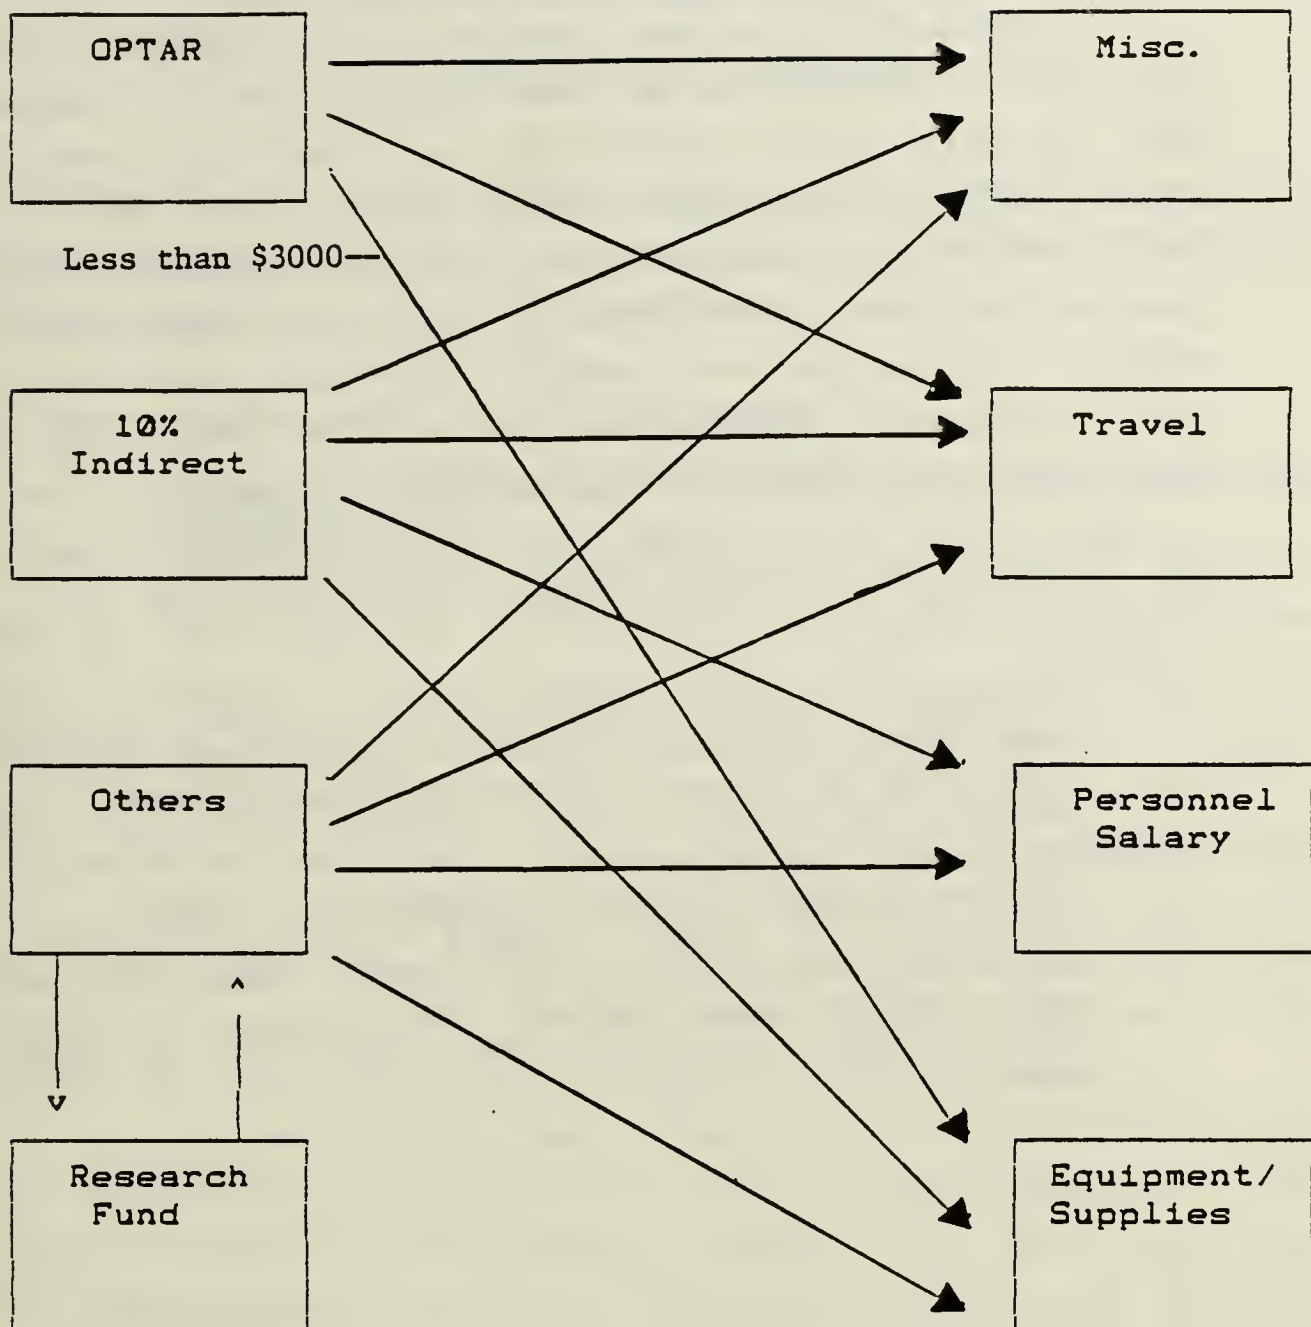 OPTAR
Misc.
Less than $3000--
10%
Indirect
Travel
Others
Personnel
Salary
Research
Fund
Equipment/
Supplies